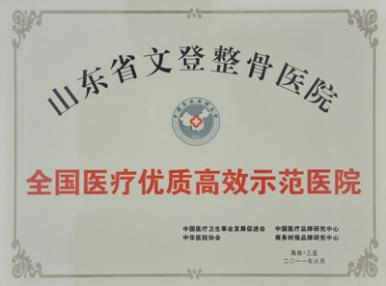 山东省文登整骨医院
全国医疗优质高效示范医院
中国医疗卫生事业发展促进会 中国医疗品牌研究中心
中华医院协会 商务时报品牌研究中心
海南·三亚
二〇一一年六月